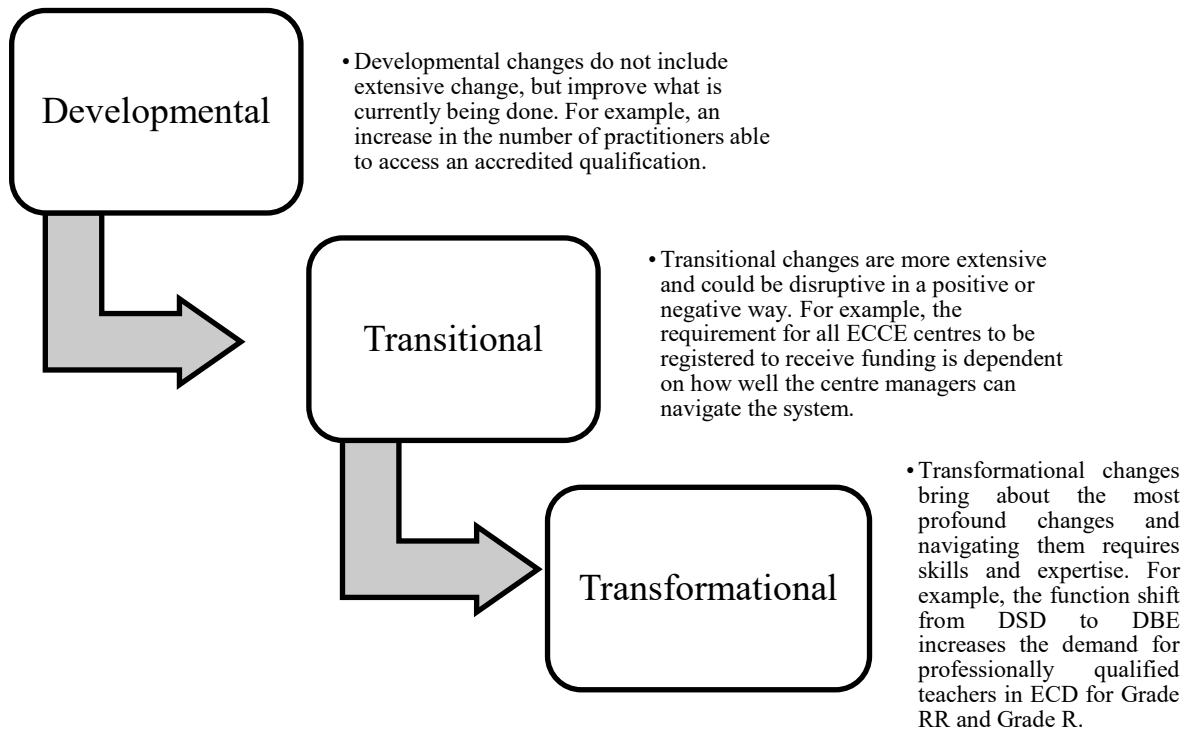 Developmental
• Developmental changes do not include
extensive change, but improve what is
currently being done. For example, an
increase in the number of practitioners able
to access an accredited qualification.
Transitional
• Transitional changes are more extensive
and could be disruptive in a positive or
negative way. For example, the
requirement for all ECCE centres to be
registered to receive funding is dependent
on how well the centre managers can
navigate the system.
Transformational
• Transformational changes
bring about the most
profound changes and
navigating them requires
skills and expertise. For
example, the function shift
from DSD to DBE
increases the demand for
professionally qualified
teachers in ECD for Grade
RR and Grade R.